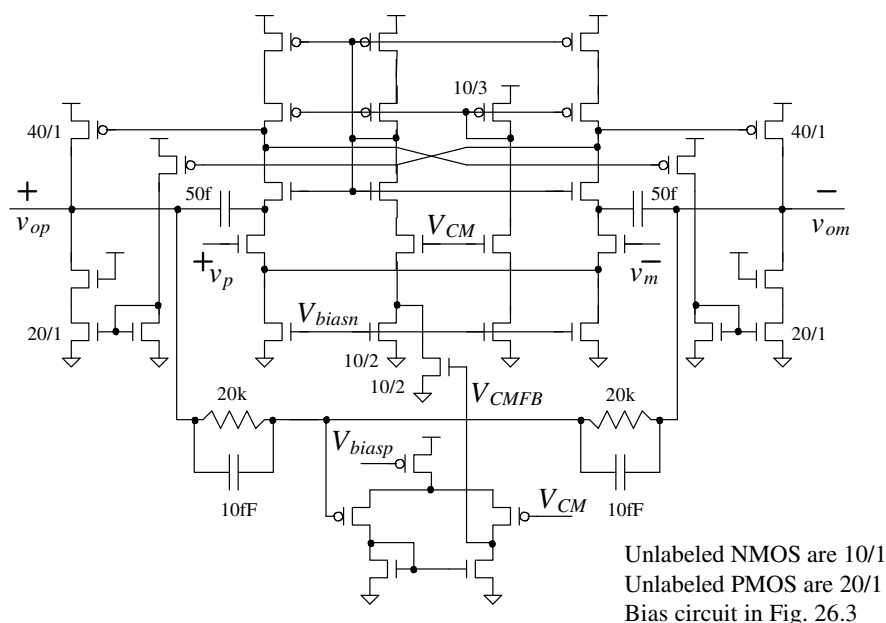 10/3
40/1
40/1
+
−
50f
50f
v_op
V_CM
v_om
+
v_p
−
v_m
V_biasn
20/1
20/1
10/2
10/2
V_CMFB
20k
20k
V_biasp
10fF
V_CM
10fF
Unlabeled NMOS are 10/1
Unlabeled PMOS are 20/1
Bias circuit in Fig. 26.3